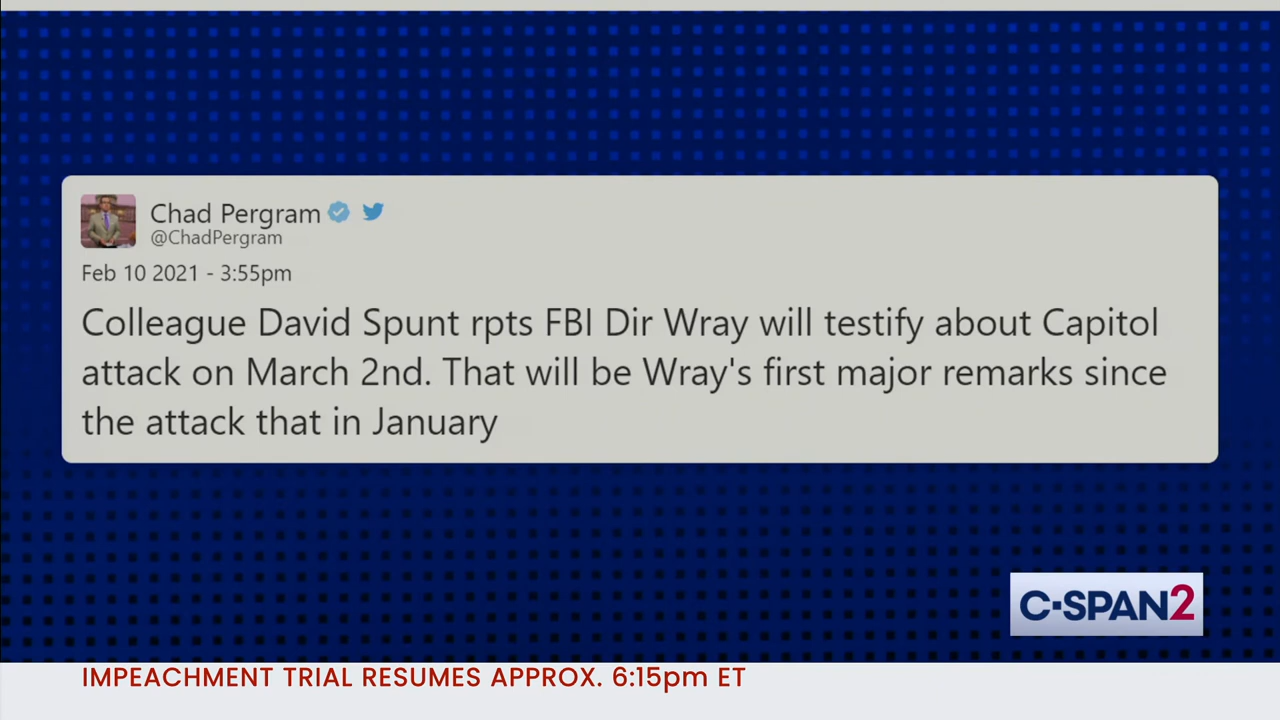 Chad Pergram
@ChadPergram
Feb 10 2021 - 3:55pm
Colleague David Spunt rpts FBI Dir Wray will testify about Capitol
attack on March 2nd. That will be Wray's first major remarks since
the attack that in January
C-SPAN2
IMPEACHMENT TRIAL RESUMES APPROX. 6:15pm ET